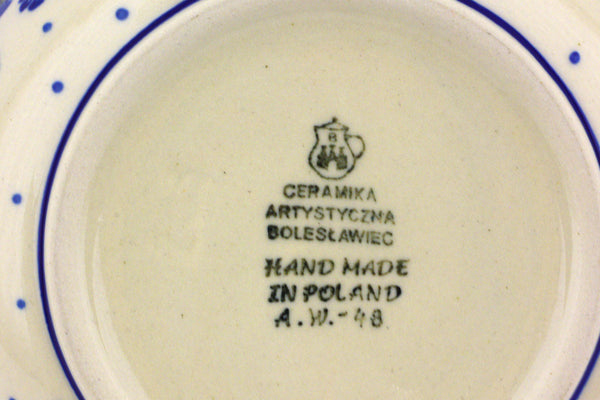 B
CERAMIKA
ARTYSTYCZNA
BOLESŁAWIEC
HAND MADE
IN POLAND
A.W.-48